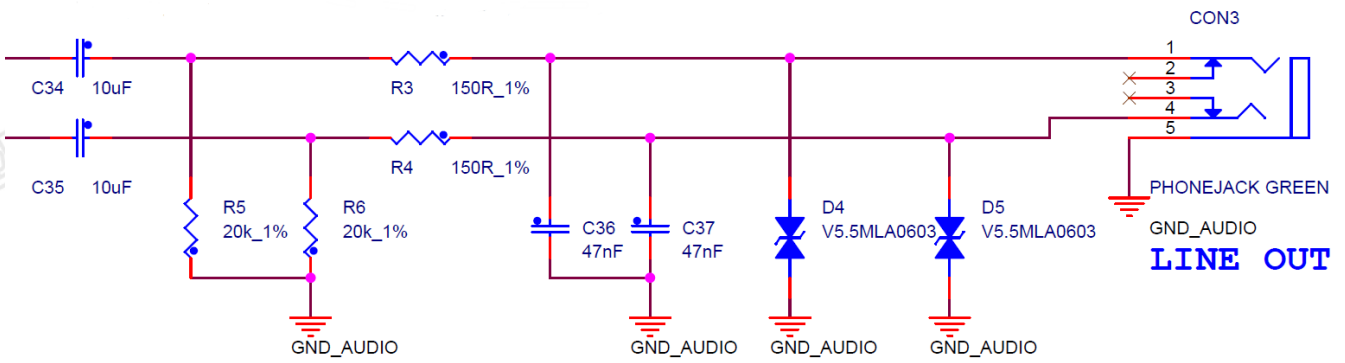 CON3
1
2
3
4
5
C34 10uF
R3 150R_1%
C35 10uF
R4 150R_1%
R5
20k_1%
R6
20k_1%
C36
47nF
C37
47nF
D4
V5.5MLA0603
D5
V5.5MLA0603
PHONEJACK GREEN
GND_AUDIO
LINE OUT
GND_AUDIO
GND_AUDIO
GND_AUDIO
GND_AUDIO